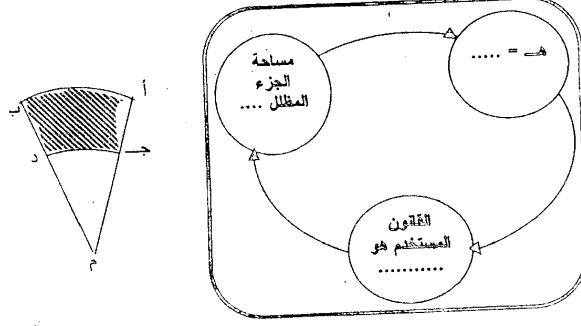 مساحة
الجزء
المظلل ....
هـ = .....
القانون
المستخدم هو
...........
أ
ب
جـ
د
م